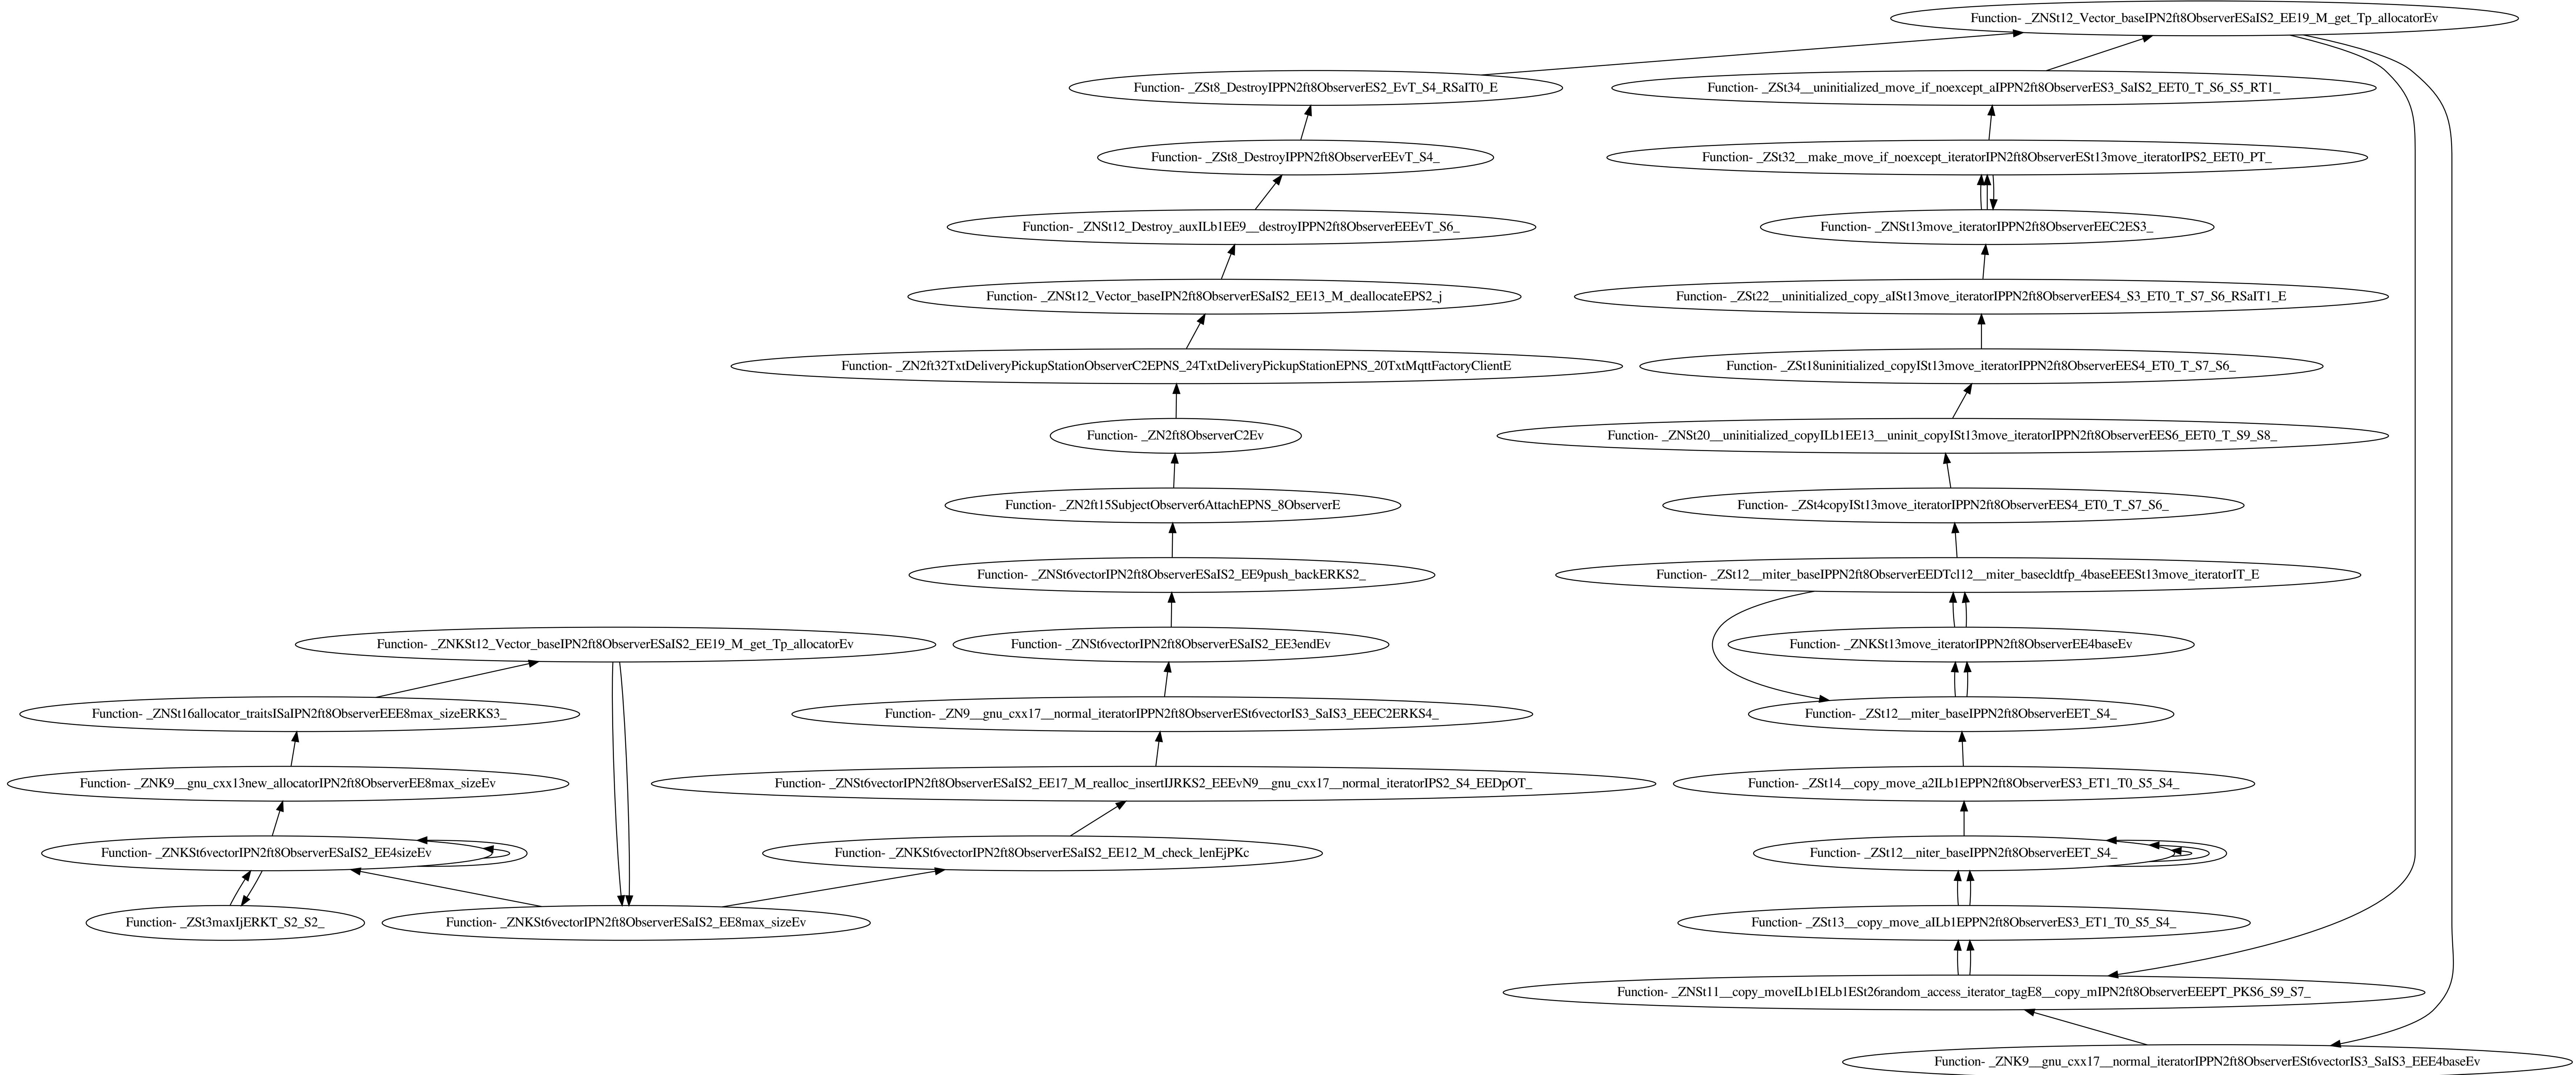 Function- _ZNSt12_Vector_baseIPN2ft8ObserverESaIS2_EE19_M_get_Tp_allocatorEv
Function- _ZSt8_DestroyIPPN2ft8ObserverES2_EvT_S4_RSaIT0_E
Function- _ZSt34__uninitialized_move_if_noexcept_aIPPN2ft8ObserverES3_SaIS2_EET0_T_S6_S5_RT1_
Function- _ZSt8_DestroyIPPN2ft8ObserverEEvT_S4_
Function- _ZSt32__make_move_if_noexcept_iteratorIPN2ft8ObserverESt13move_iteratorIPS2_EET0_PT_
Function- _ZNSt12_Destroy_auxILb1EE9__destroyIPPN2ft8ObserverEEEvT_S6_
Function- _ZNSt13move_iteratorIPPN2ft8ObserverEEC2ES3_
Function- _ZNSt12_Vector_baseIPN2ft8ObserverESaIS2_EE13_M_deallocateEPS2_j
Function- _ZSt22__uninitialized_copy_aISt13move_iteratorIPPN2ft8ObserverEES4_S3_ET0_T_S7_S6_RSaIT1_E
Function- _ZN2ft32TxtDeliveryPickupStationObserverC2EPNS_24TxtDeliveryPickupStationEPNS_20TxtMqttFactoryClientE
Function- _ZSt18uninitialized_copyISt13move_iteratorIPPN2ft8ObserverEES4_ET0_T_S7_S6_
Function- _ZN2ft8ObserverC2Ev
Function- _ZNSt20__uninitialized_copyILb1EE13__uninit_copyISt13move_iteratorIPPN2ft8ObserverEES6_EET0_T_S9_S8_
Function- _ZN2ft15SubjectObserver6AttachEPNS_8ObserverE
Function- _ZSt4copyISt13move_iteratorIPPN2ft8ObserverEES4_ET0_T_S7_S6_
Function- _ZNSt6vectorIPN2ft8ObserverESaIS2_EE9push_backERKS2_
Function- _ZSt12__miter_baseIPPN2ft8ObserverEEDTcl12__miter_basecldtfp_4baseEEESt13move_iteratorIT_E
Function- _ZNKSt12_Vector_baseIPN2ft8ObserverESaIS2_EE19_M_get_Tp_allocatorEv
Function- _ZNSt6vectorIPN2ft8ObserverESaIS2_EE3endEv
Function- _ZNKSt13move_iteratorIPPN2ft8ObserverEE4baseEv
Function- _ZNSt16allocator_traitsISaIPN2ft8ObserverEEE8max_sizeERKS3_
Function- _ZN9__gnu_cxx17__normal_iteratorIPPN2ft8ObserverESt6vectorIS3_SaIS3_EEEC2ERKS4_
Function- _ZSt12__miter_baseIPPN2ft8ObserverEET_S4_
Function- _ZNK9__gnu_cxx13new_allocatorIPN2ft8ObserverEE8max_sizeEv
Function- _ZNSt6vectorIPN2ft8ObserverESaIS2_EE17_M_realloc_insertIJRKS2_EEEvN9__gnu_cxx17__normal_iteratorIPS2_S4_EEDpOT_
Function- _ZSt14__copy_move_a2ILb1EPPN2ft8ObserverES3_ET1_T0_S5_S4_
Function- _ZNKSt6vectorIPN2ft8ObserverESaIS2_EE4sizeEv
Function- _ZNKSt6vectorIPN2ft8ObserverESaIS2_EE12_M_check_lenEjPKc
Function- _ZSt12__niter_baseIPPN2ft8ObserverEET_S4_
Function- _ZSt3maxIjERKT_S2_S2_
Function- _ZNKSt6vectorIPN2ft8ObserverESaIS2_EE8max_sizeEv
Function- _ZSt13__copy_move_aILb1EPPN2ft8ObserverES3_ET1_T0_S5_S4_
Function- _ZNSt11__copy_moveILb1ELb1ESt26random_access_iterator_tagE8__copy_mIPN2ft8ObserverEEEPT_PKS6_S9_S7_
Function- _ZNK9__gnu_cxx17__normal_iteratorIPPN2ft8ObserverESt6vectorIS3_SaIS3_EEE4baseEv